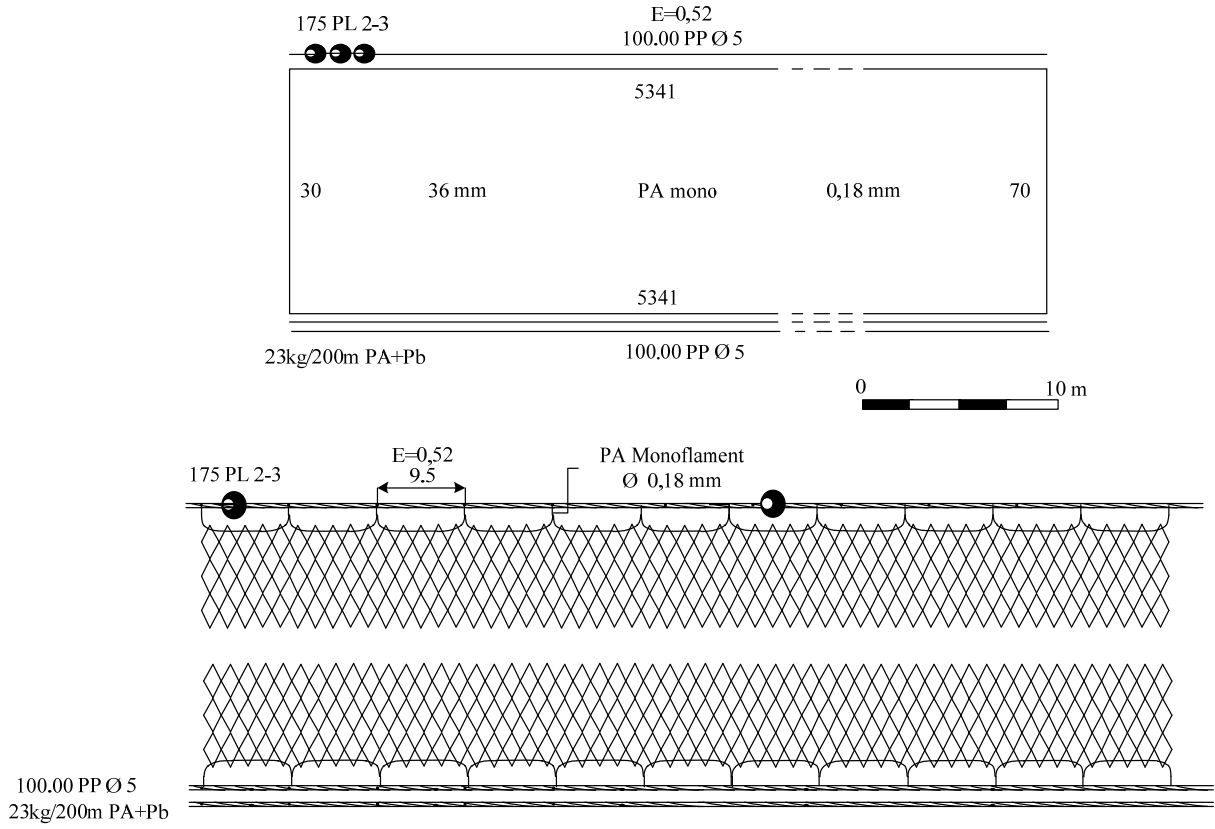 175 PL 2-3
E=0,52
100.00 PP Ø 5
5341
30
36 mm
PA mono
0,18 mm
70
5341
23kg/200m PA+Pb
100.00 PP Ø 5
0
10 m
175 PL 2-3
E=0,52
9.5
PA Monoflament
Ø 0,18 mm
100.00 PP Ø 5
23kg/200m PA+Pb